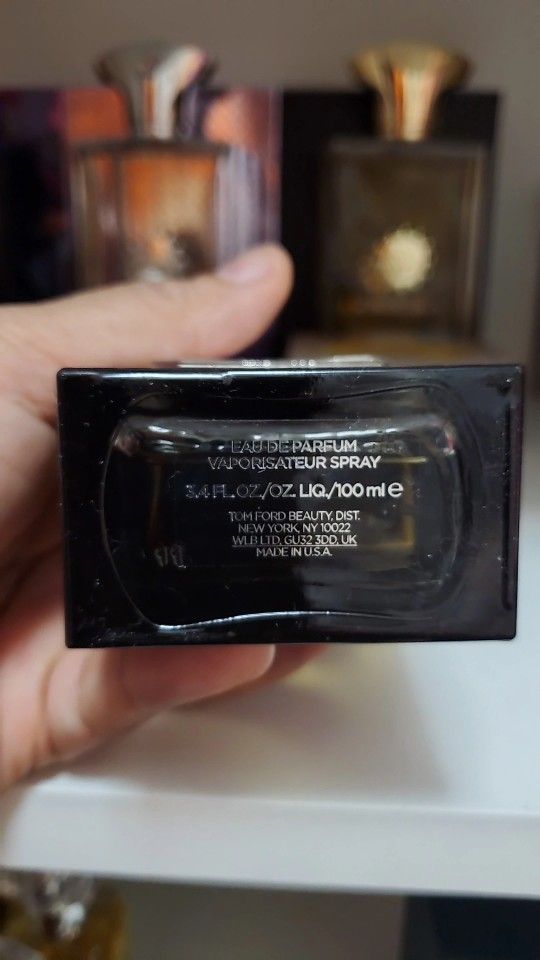 EAU DE PARFUM
VAPORISATEUR SPRAY
3.4 FL. OZ./OZ. LIQ./100 ml e
TOM FORD BEAUTY, DIST.
NEW YORK, NY 10022
WLB LTD, GU32 3DD, UK
MADE IN U.S.A.